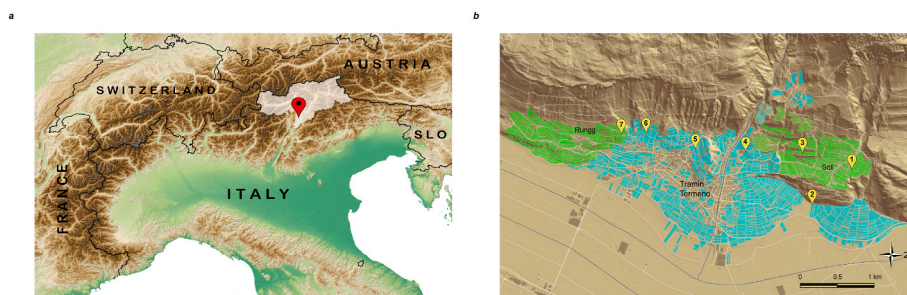 a
b
AUSTRIA
SWITZERLAND
SLO
FRANCE
ITALY
7
6
Rungg
5
4
3
Söll
1
Tramin
Termeno
2
Z
0 0.5 1 km